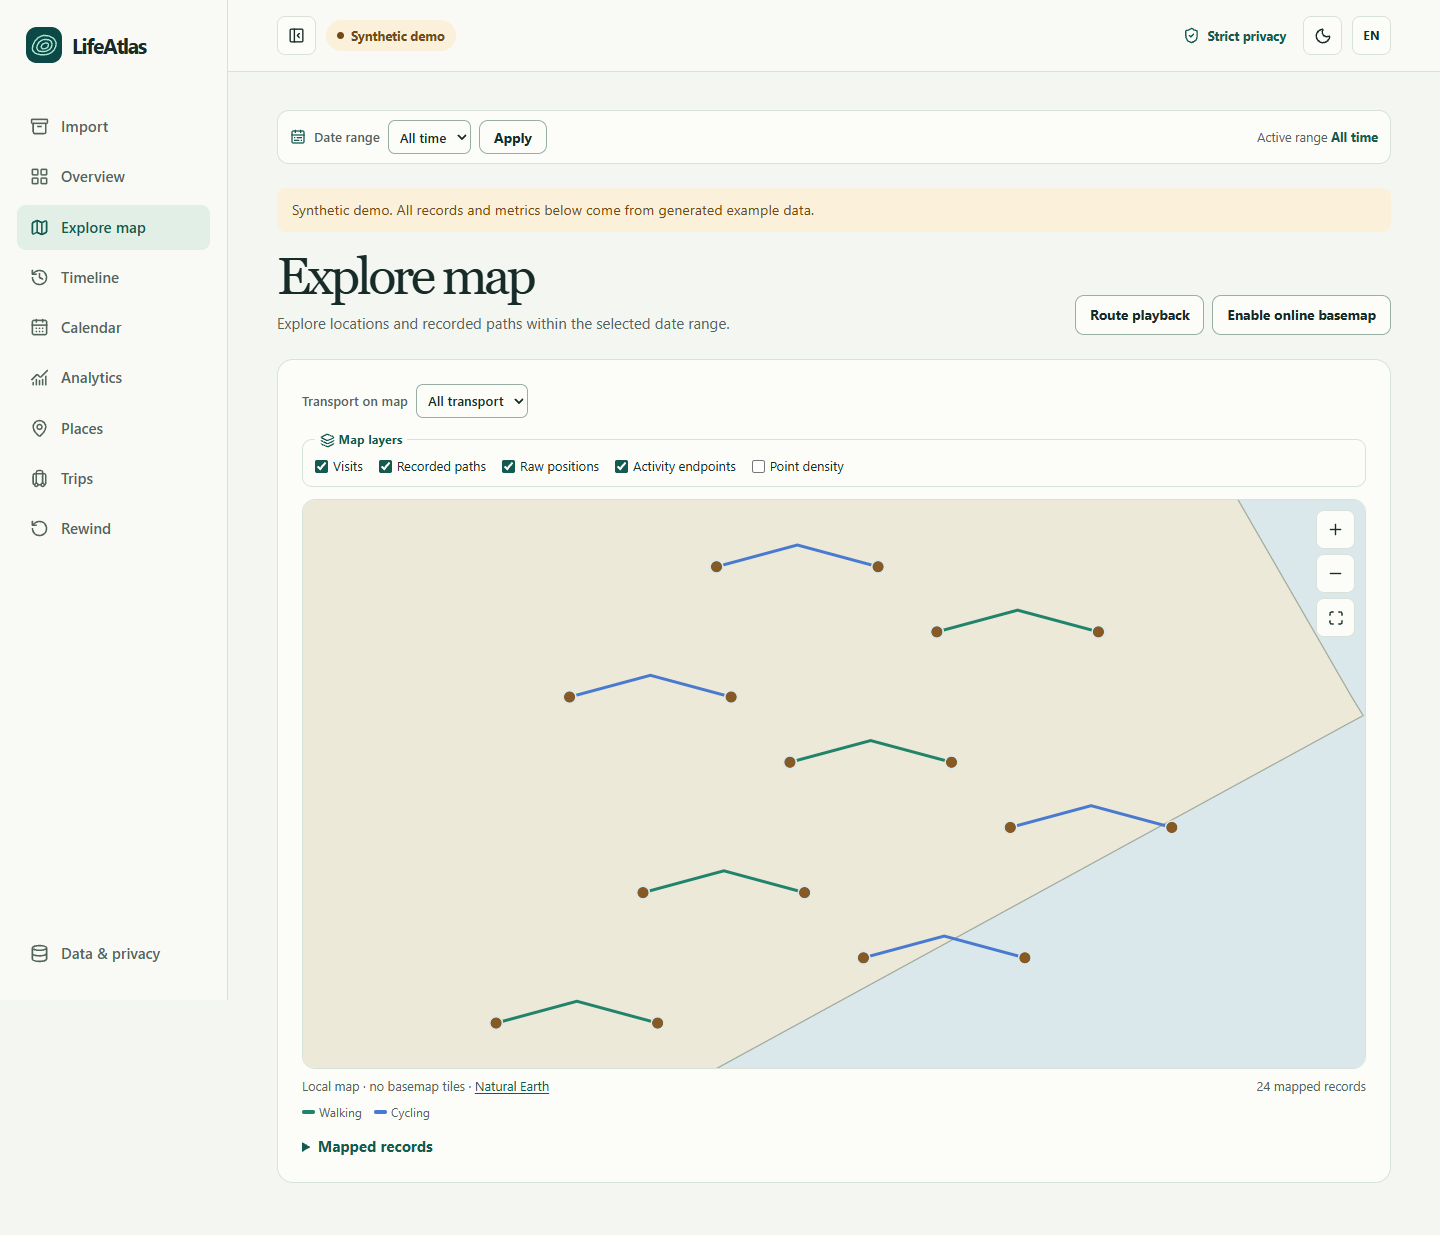 LifeAtlas
Import
Overview
Explore map
Timeline
Calendar
Analytics
Places
Trips
Rewind
Data & privacy
Synthetic demo
Strict privacy
EN
Date range All time Apply Active range All time
Synthetic demo. All records and metrics below come from generated example data.
Explore map
Explore locations and recorded paths within the selected date range.
Route playback Enable online basemap
Transport on map All transport
Map layers
Visits Recorded paths Raw positions Activity endpoints Point density
Local map · no basemap tiles · Natural Earth 24 mapped records
Walking Cycling
Mapped records